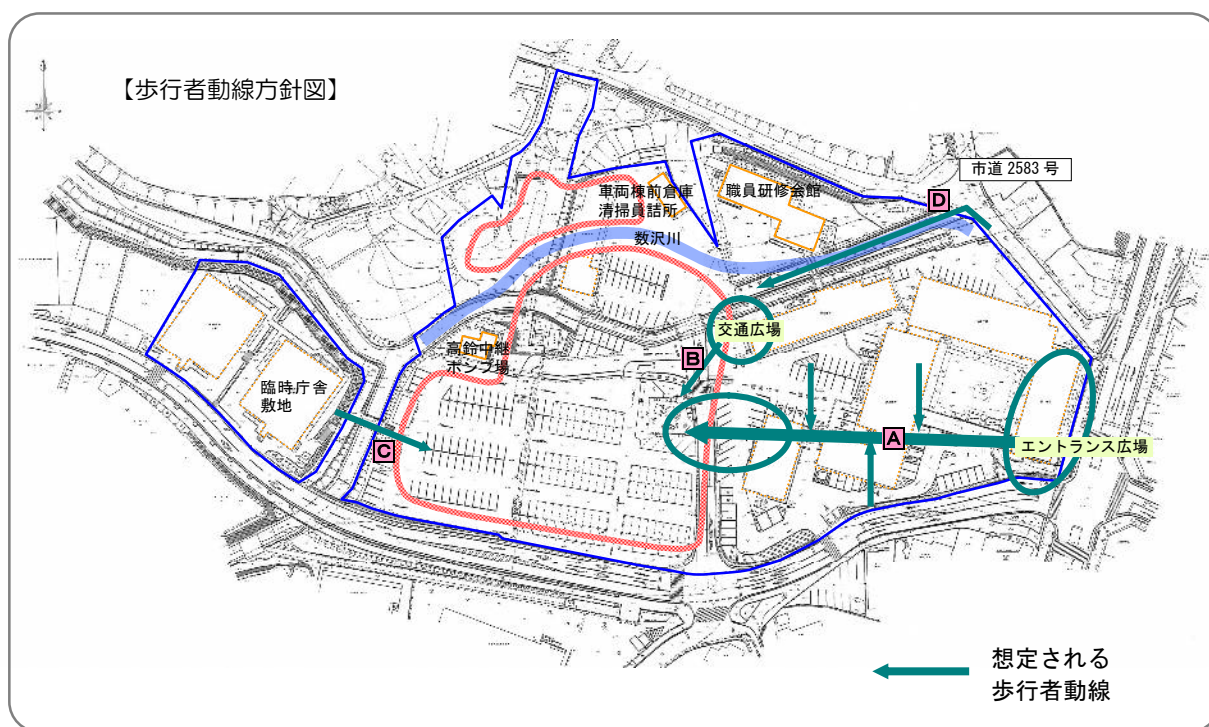 【歩行者動線方針図】
市道 2583 号
D
車両棟前倉庫
清掃員詰所
職員研修会館
数沢川
交通広場
B
高鈴中継
ポンプ場
臨時庁舎
敷地
C
A
エントランス広場
想定される
歩行者動線